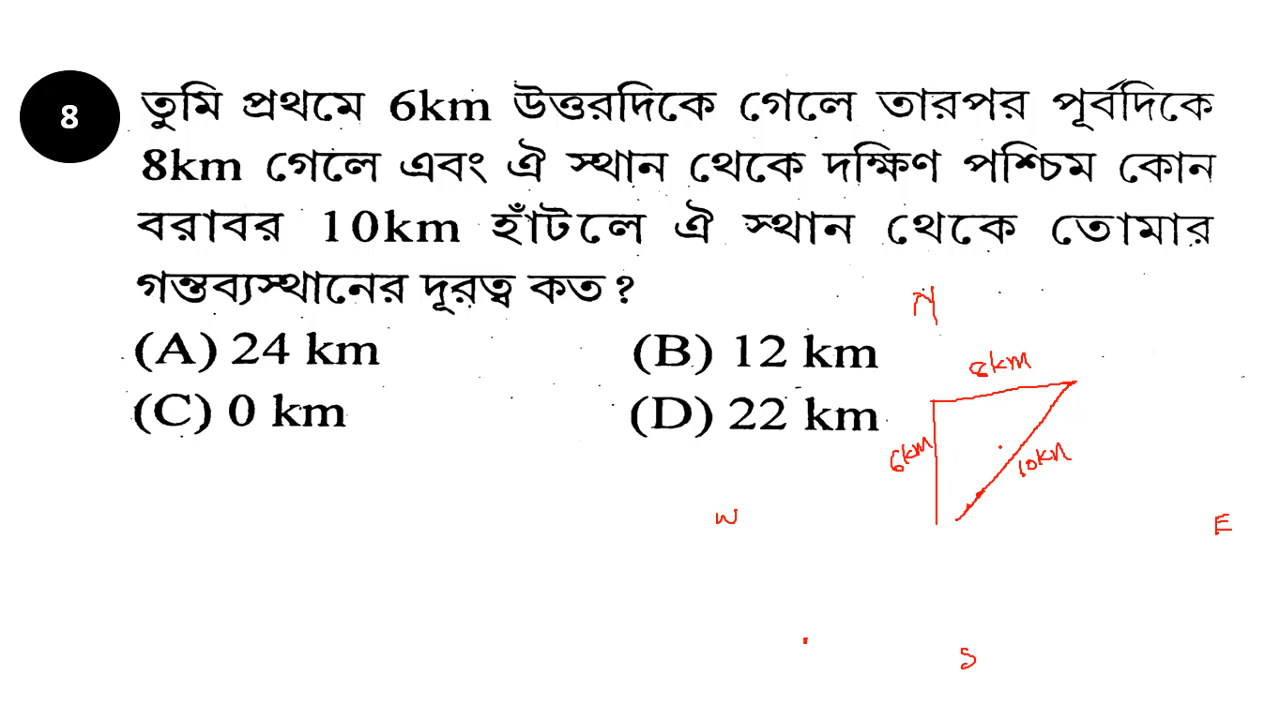 8
তুমি প্রথমে 6km উত্তরদিকে গেলে তারপর পূর্বদিকে
8km গেলে এবং ঐ স্থান থেকে দক্ষিণ পশ্চিম কোন
বরাবর 10km হাঁটলে ঐ স্থান থেকে তোমার
গন্তব্যস্থানের দূরত্ব কত ?
(A) 24 km (B) 12 km
(C) 0 km (D) 22 km
N
8km
6km
10km
W
E
S